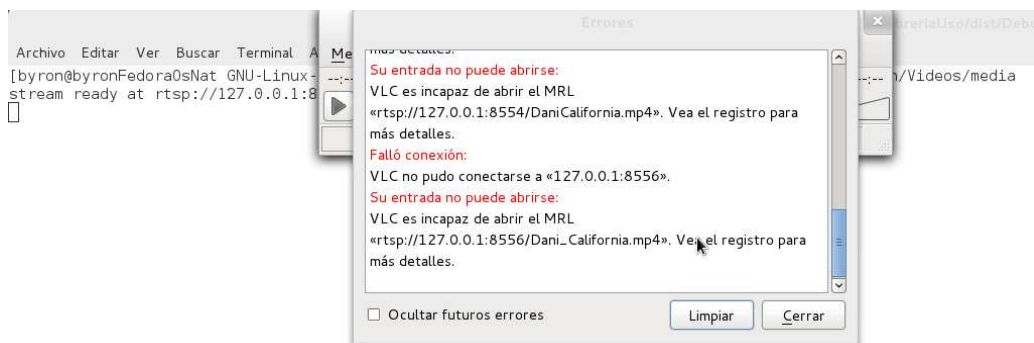 Errores
breriaUso/dist/Debu
Archivo Editar Ver Buscar Terminal A
Me
[byron@byronFedoraOsNat GNU-Linux-
--:--
n/Videos/media
stream ready at rtsp://127.0.0.1:8
más detalles.
Su entrada no puede abrirse:
VLC es incapaz de abrir el MRL
«rtsp://127.0.0.1:8554/DaniCalifornia.mp4». Vea el registro para
más detalles.
Falló conexión:
VLC no pudo conectarse a «127.0.0.1:8556».
Su entrada no puede abrirse:
VLC es incapaz de abrir el MRL
«rtsp://127.0.0.1:8556/Dani_California.mp4». Vea el registro para
más detalles.
Ocultar futuros errores
Limpiar
Cerrar